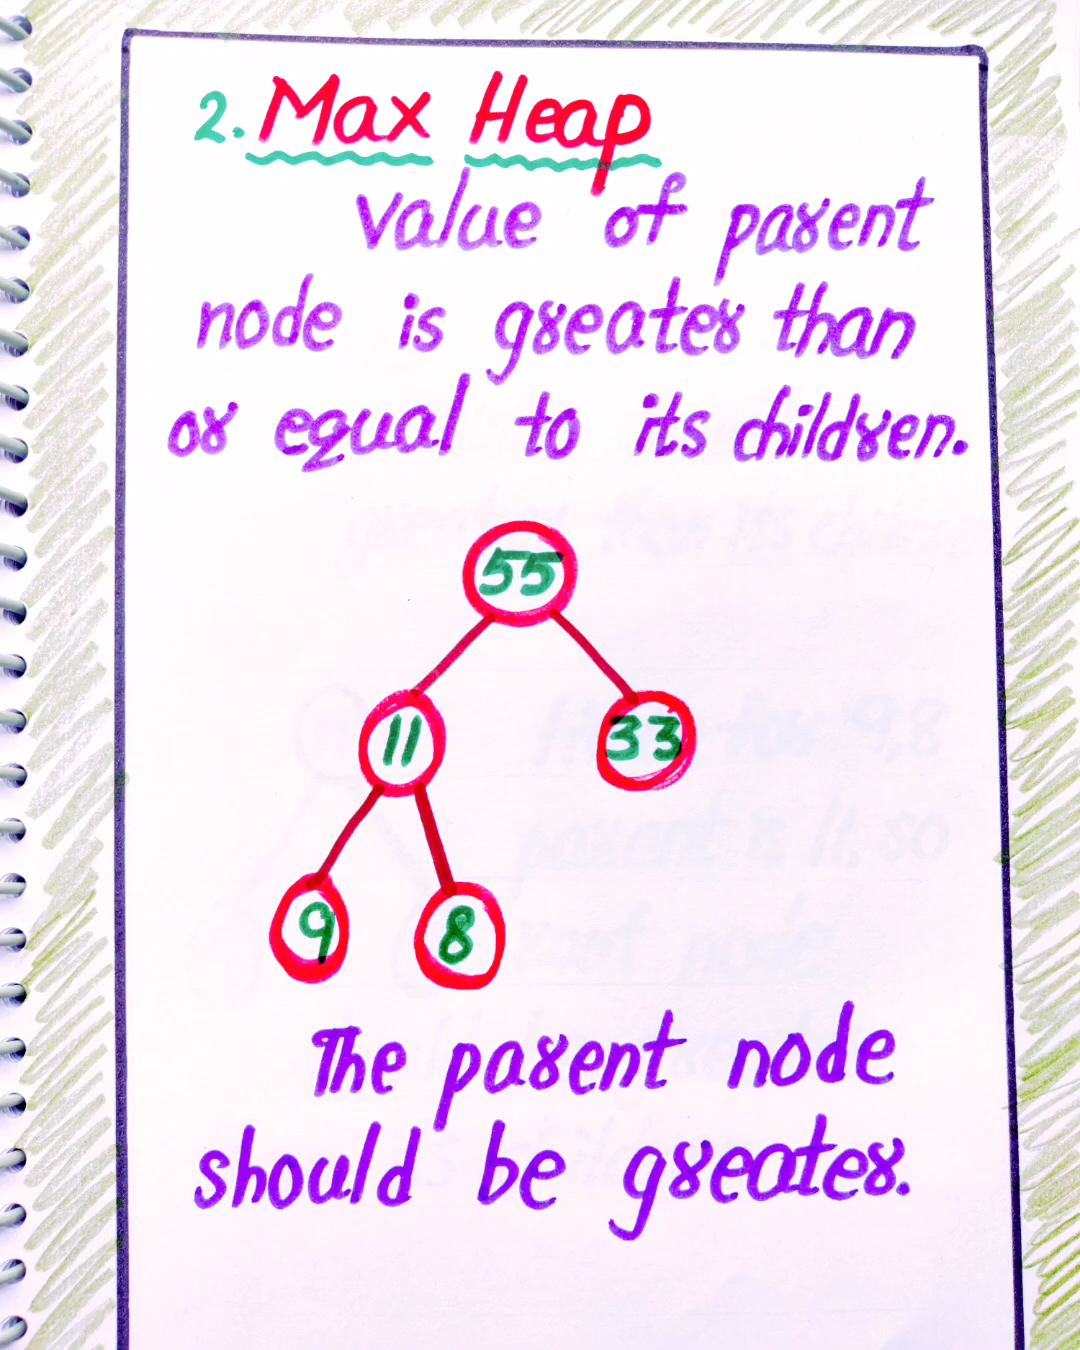 2. Max Heap
Value of parent
node is greater than
or equal to its children.
55
11 33
9 8
The parent node
should be greater.